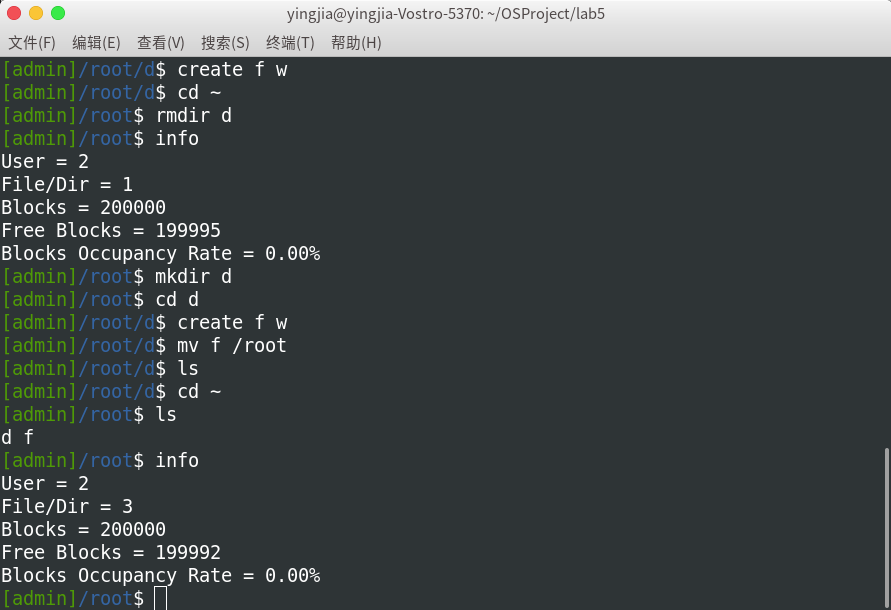 yingjia@yingjia-Vostro-5370: ~/OSProject/lab5
文件(F) 编辑(E) 查看(V) 搜索(S) 终端(T) 帮助(H)
[admin]/root/d$ create f w
[admin]/root/d$ cd ~
[admin]/root$ rmdir d
[admin]/root$ info
User = 2
File/Dir = 1
Blocks = 200000
Free Blocks = 199995
Blocks Occupancy Rate = 0.00%
[admin]/root$ mkdir d
[admin]/root$ cd d
[admin]/root/d$ create f w
[admin]/root/d$ mv f /root
[admin]/root/d$ ls
[admin]/root/d$ cd ~
[admin]/root$ ls
d f
[admin]/root$ info
User = 2
File/Dir = 3
Blocks = 200000
Free Blocks = 199992
Blocks Occupancy Rate = 0.00%
[admin]/root$